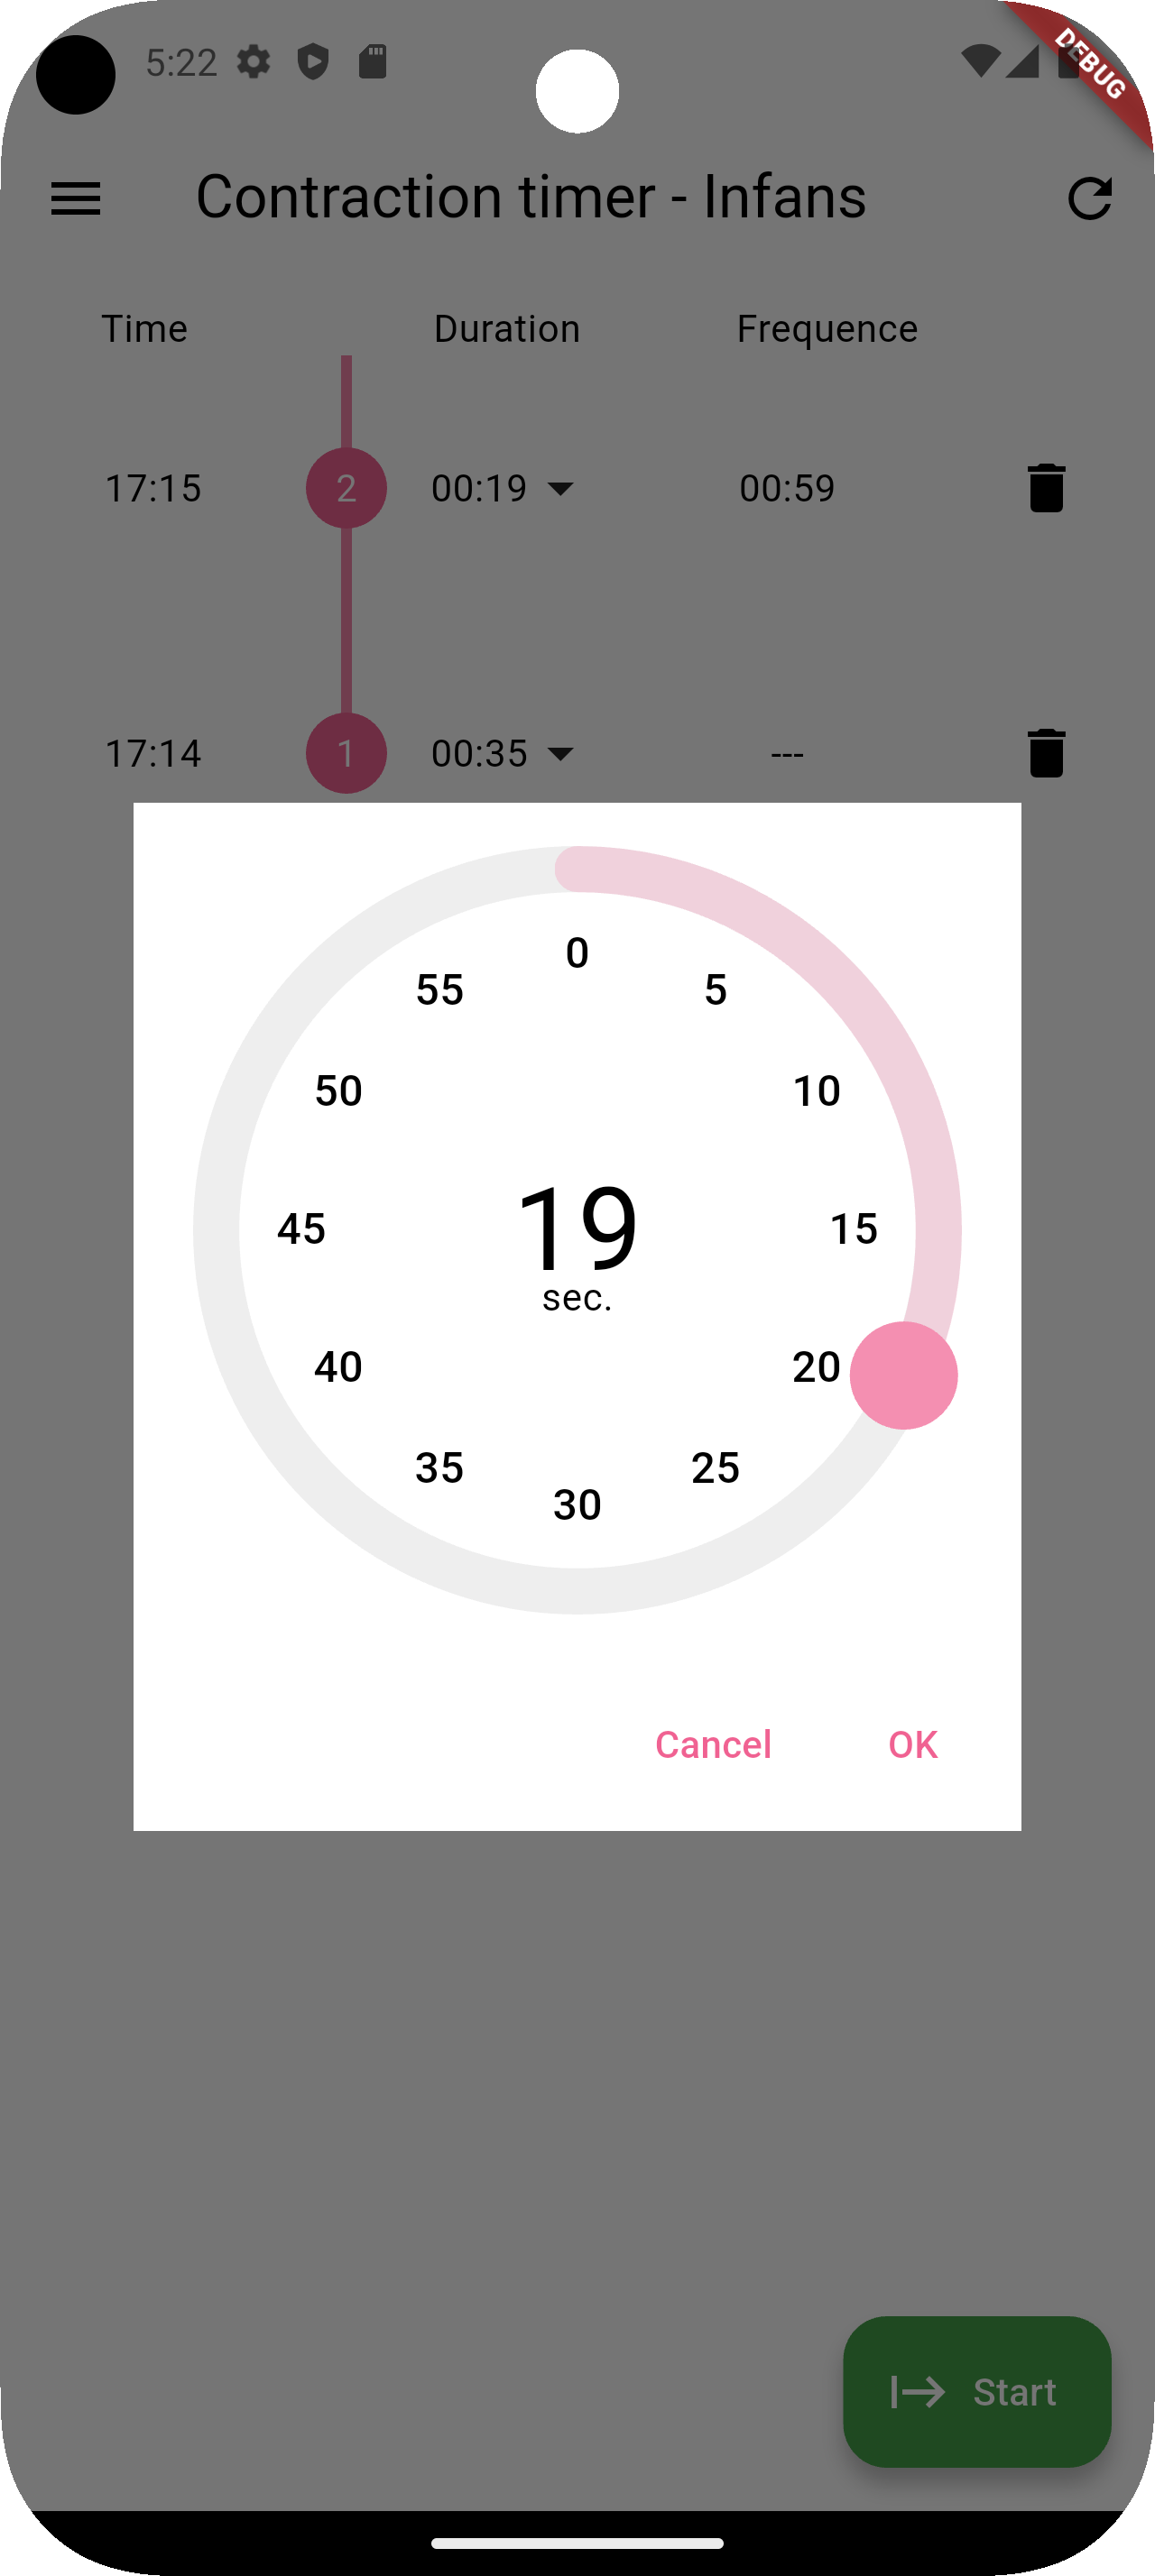 5:22
DEBUG
Contraction timer - Infans
Time Duration Frequence
17:15 2 00:19 00:59
17:14 1 00:35 ---
0
55 5
50 10
45 19 15
sec.
40 20
35 25
30
Cancel OK
Start